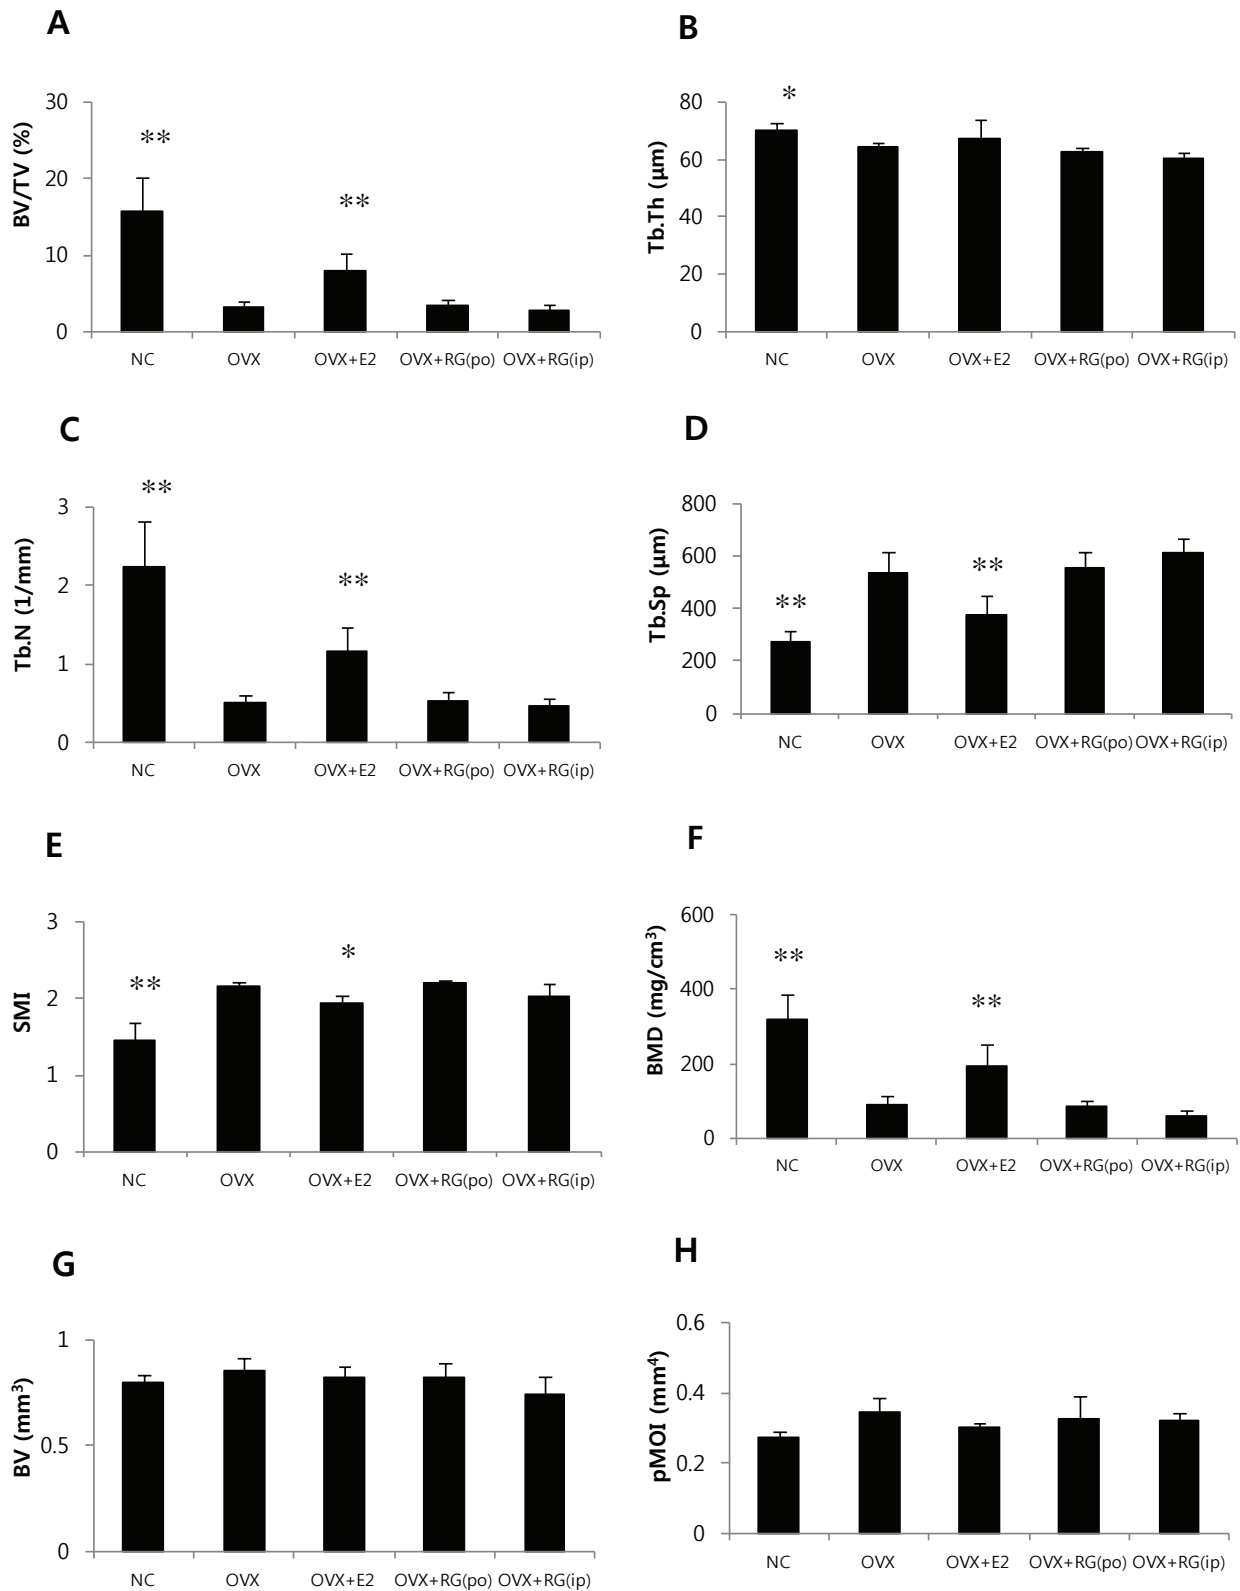 A
BV/TV (%)
30
20
10
0
**
**
NC OVX OVX+E2 OVX+RG(po) OVX+RG(ip)
B
Tb.Th (µm)
80
60
40
20
0
*
NC OVX OVX+E2 OVX+RG(po) OVX+RG(ip)
C
Tb.N (1/mm)
3
2
1
0
**
**
NC OVX OVX+E2 OVX+RG(po) OVX+RG(ip)
D
Tb.Sp (µm)
800
600
400
200
0
**
**
NC OVX OVX+E2 OVX+RG(po) OVX+RG(ip)
E
SMI
3
2
1
0
**
*
NC OVX OVX+E2 OVX+RG(po) OVX+RG(ip)
F
BMD (mg/cm³)
600
400
200
0
**
**
NC OVX OVX+E2 OVX+RG(po) OVX+RG(ip)
G
BV (mm³)
1
0.5
0
NC OVX OVX+E2 OVX+RG(po) OVX+RG(ip)
H
pMOI (mm⁴)
0.6
0.4
0.2
0
NC OVX OVX+E2 OVX+RG(po) OVX+RG(ip)